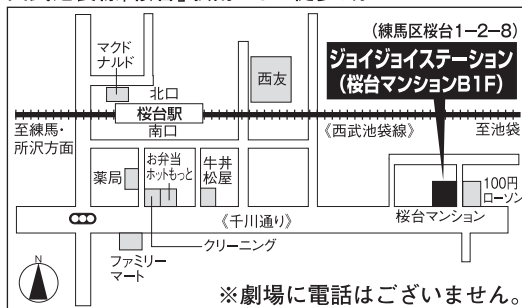 (練馬区桜台1−2−8)
ジョイジョイステーション
(桜台マンションB1F)
マクド
ナルド
北口
西友
桜台駅
南口
至練馬・
所沢方面
《西武池袋線》
至池袋
薬局
お弁当
ホットもっと
牛丼
松屋
100円
ローソン
桜台マンション
《千川通り》
クリーニング
ファミリー
マート
N
※劇場に電話はございません。